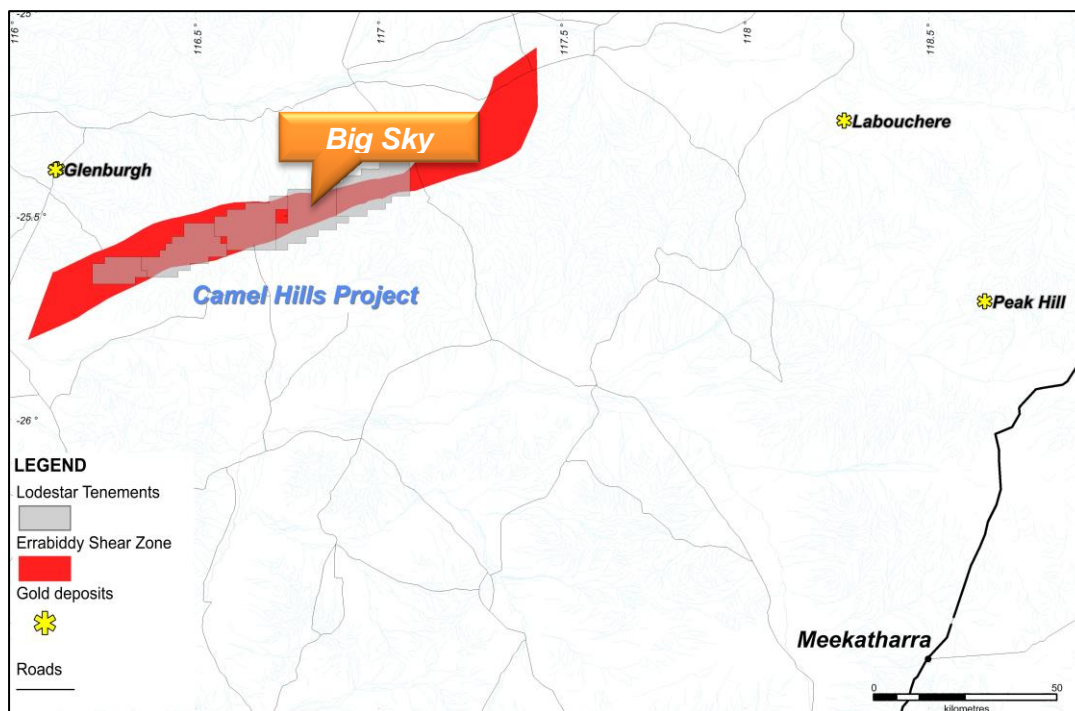 -25°
116°
116.5
117
117.5
118
118.5
Big Sky
Labouchere
Glenburgh
-25.5
Camel Hills Project
Peak Hill
-26 °
LEGEND
Lodestar Tenements
Errabiddy Shear Zone
Gold deposits
Roads
Meekatharra
0 50
kilometres